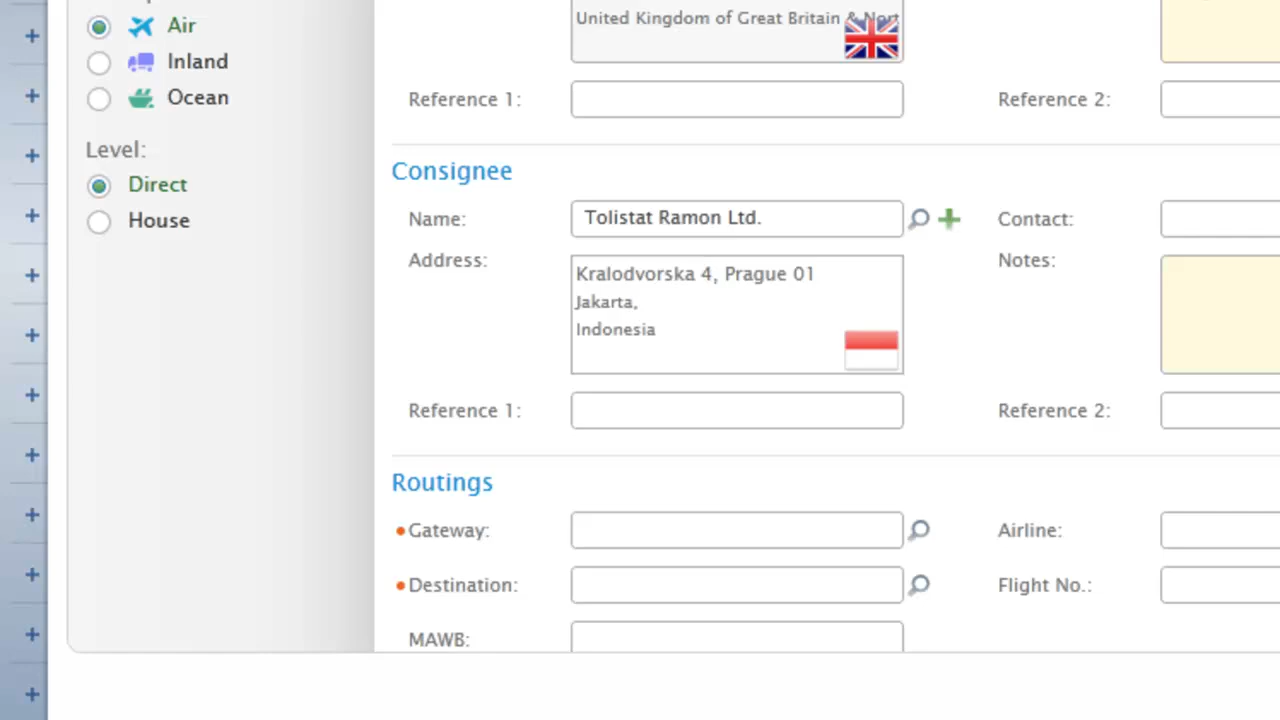 Air
Inland
Ocean
Level:
Direct
House
United Kingdom of Great Britain & Nort
Reference 1:
Reference 2:
Consignee
Name:
Tolistat Ramon Ltd.
Contact:
Address:
Kralodvorska 4, Prague 01
Jakarta,
Indonesia
Notes:
Reference 1:
Reference 2:
Routings
Gateway:
Airline:
Destination:
Flight No.:
MAWB: